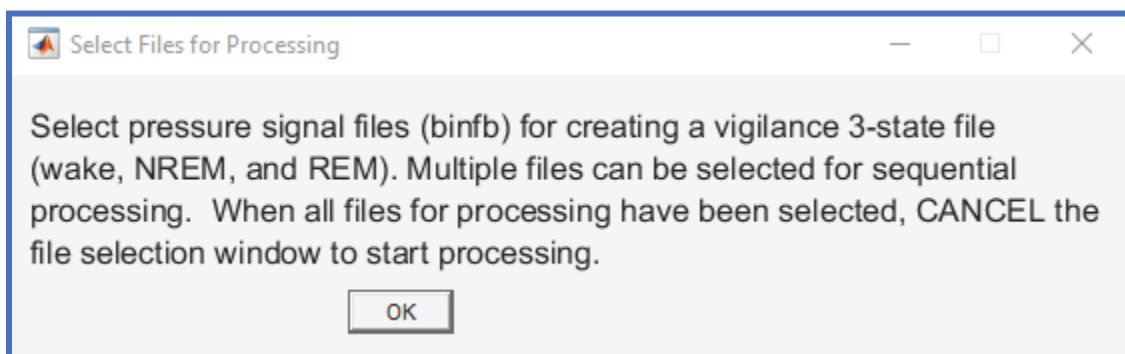 Select Files for Processing
Select pressure signal files (binfb) for creating a vigilance 3-state file
(wake, NREM, and REM). Multiple files can be selected for sequential
processing.  When all files for processing have been selected, CANCEL the
file selection window to start processing.
OK